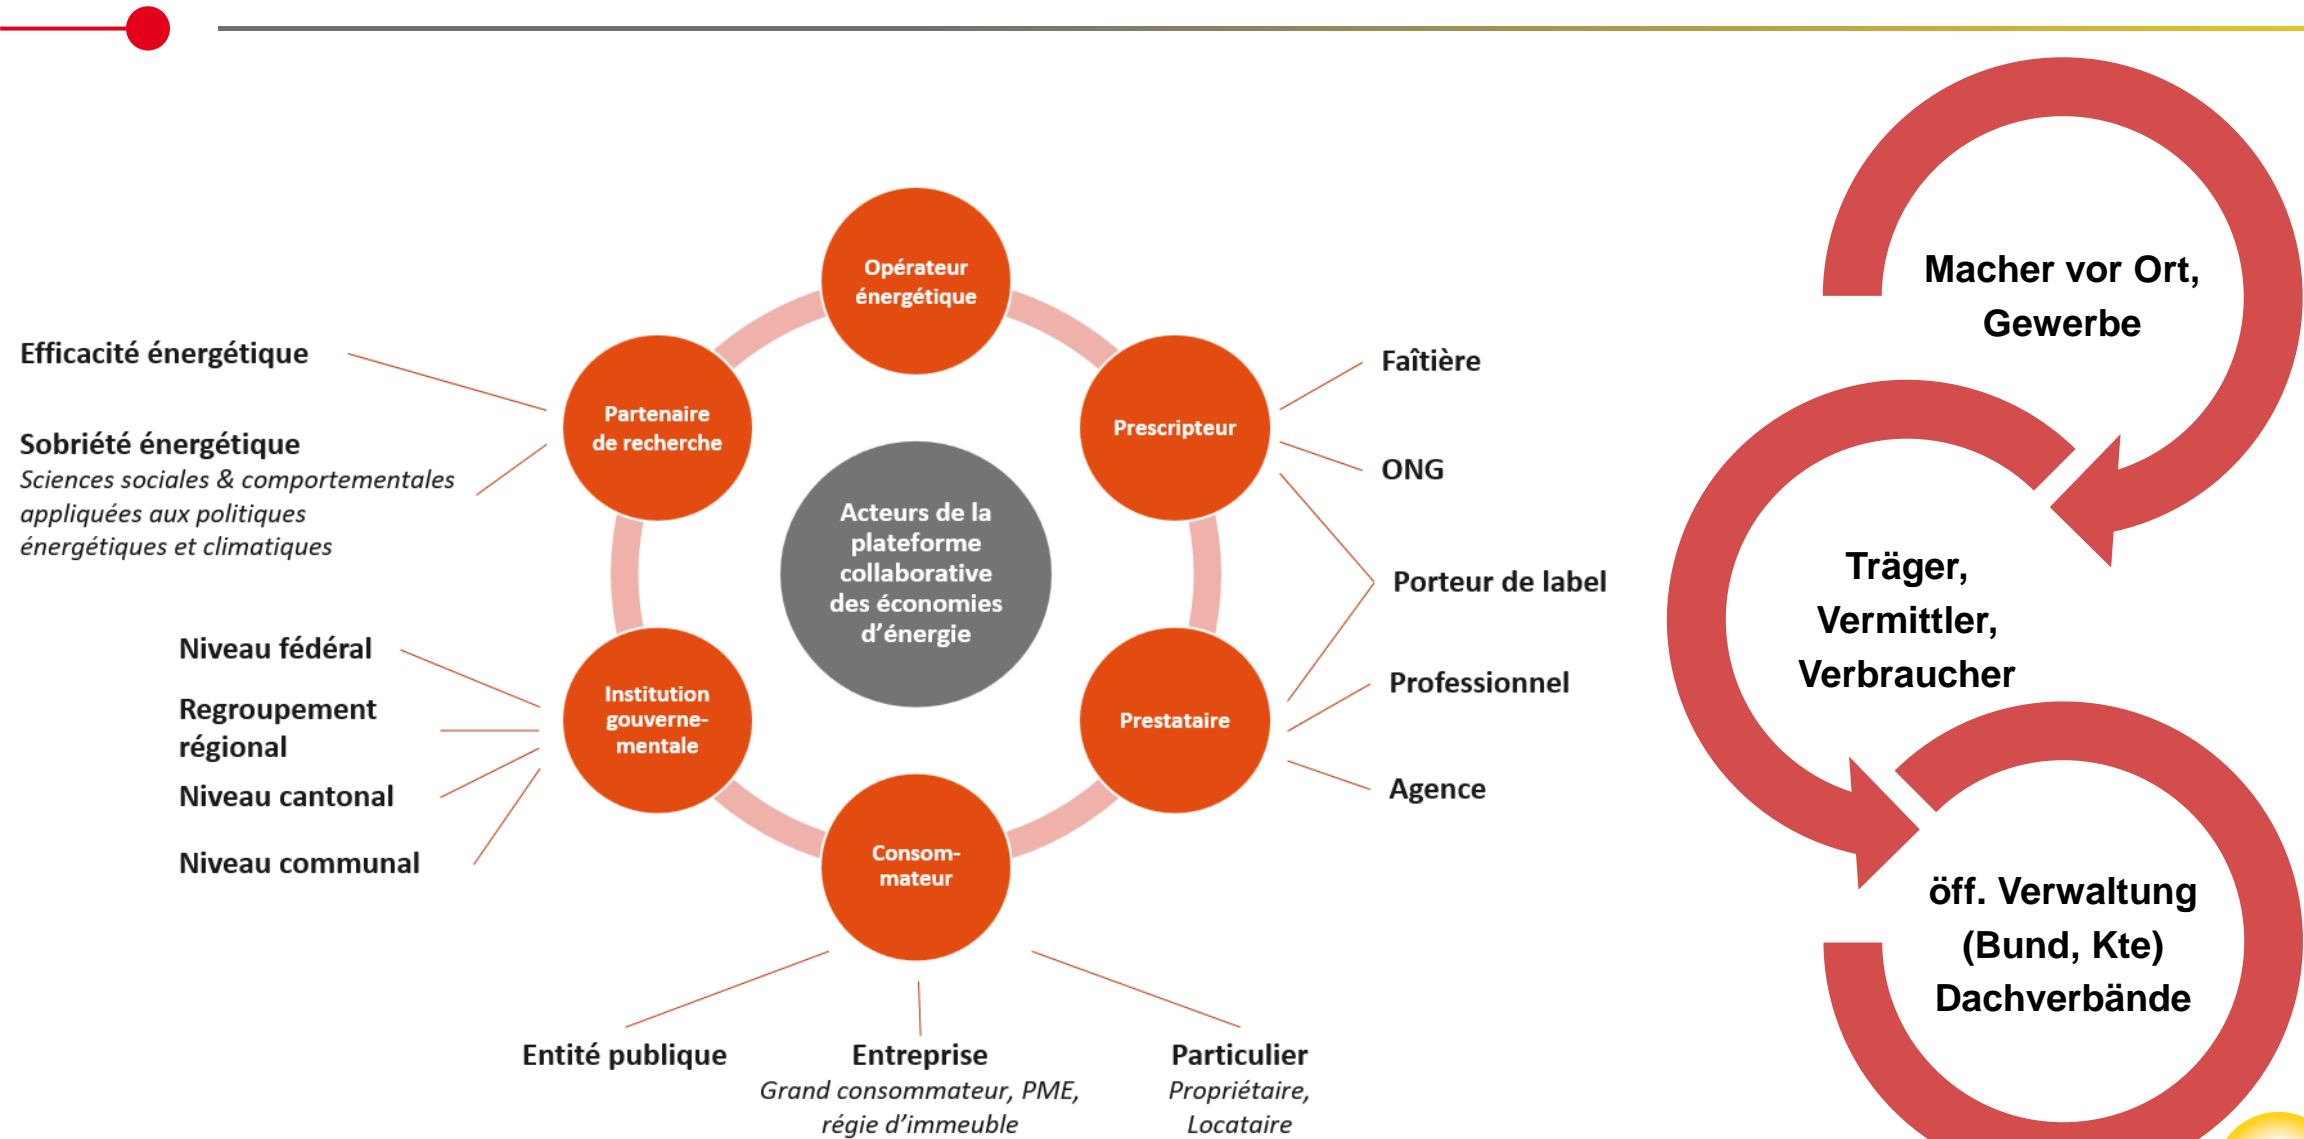 Opérateur
énergétique
Partenaire
de recherche
Prescripteur
Acteurs de la
plateforme
collaborative
des économies
d'énergie
Institution
gouverne-
mentale
Prestataire
Consom-
mateur
Efficacité énergétique
Sobriété énergétique
Sciences sociales & comportementales
appliquées aux politiques
énergétiques et climatiques
Niveau fédéral
Regroupement
régional
Niveau cantonal
Niveau communal
Faîtière
ONG
Porteur de label
Professionnel
Agence
Entité publique
Entreprise
Grand consommateur, PME,
régie d'immeuble
Particulier
Propriétaire,
Locataire
Macher vor Ort,
Gewerbe
Träger,
Vermittler,
Verbraucher
öff. Verwaltung
(Bund, Kte)
Dachverbände